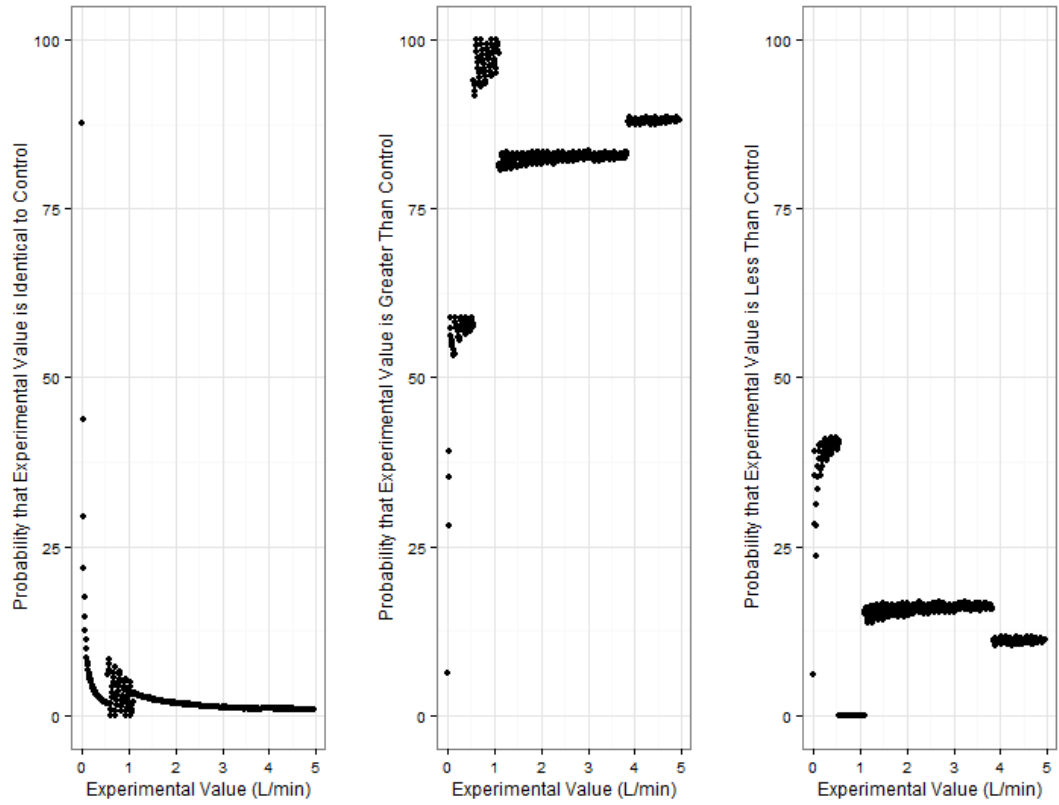 Probability that Experimental Value is Identical to Control
100
75
50
25
0
0 1 2 3 4 5
Experimental Value (L/min)
Probability that Experimental Value is Greater Than Control
100
75
50
25
0
0 1 2 3 4 5
Experimental Value (L/min)
Probability that Experimental Value is Less Than Control
100
75
50
25
0
0 1 2 3 4 5
Experimental Value (L/min)